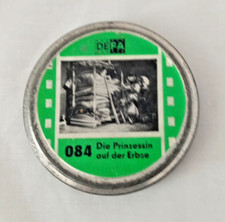 DEFA
084 Die Prinzessin
auf der Erbse